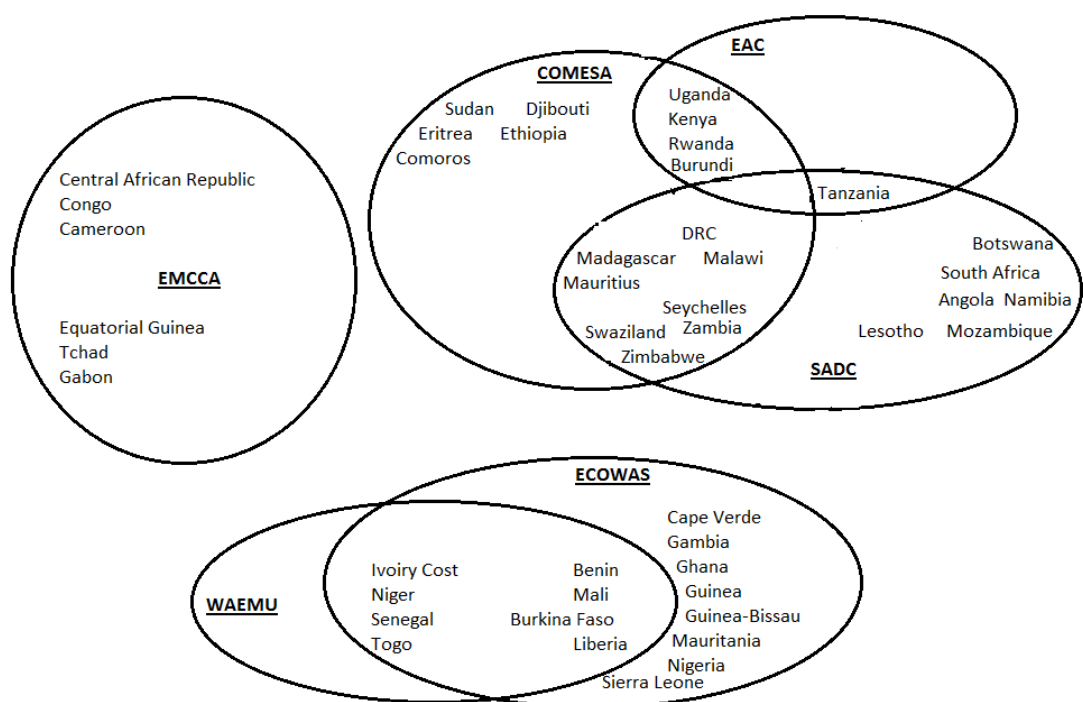 EAC
COMESA
Uganda
Sudan Djibouti
Kenya
Eritrea Ethiopia
Rwanda
Comoros
Burundi
Central African Republic
Congo
Cameroon
EMCCA
Equatorial Guinea
Tchad
Gabon
Tanzania
DRC
Madagascar Malawi
Mauritius
Seychelles
Swaziland Zambia
Zimbabwe
Botswana
South Africa
Angola Namibia
Lesotho Mozambique
SADC
ECOWAS
Cape Verde
Gambia
Ghana
Guinea
Guinea-Bissau
Mauritania
Nigeria
Sierra Leone
WAEMU
Ivoiry Cost Benin
Niger Mali
Senegal Burkina Faso
Togo Liberia